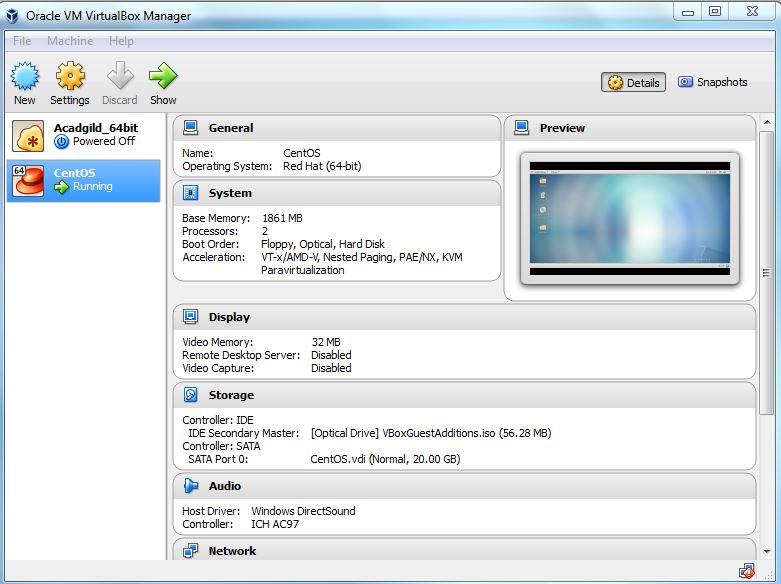 Oracle VM VirtualBox Manager
File Machine Help
New Settings Discard Show
Details Snapshots
Acadgild_64bit
Powered Off
64 CentOS
Running
General
Name: CentOS
Operating System: Red Hat (64-bit)
System
Base Memory: 1861 MB
Processors: 2
Boot Order: Floppy, Optical, Hard Disk
Acceleration: VT-x/AMD-V, Nested Paging, PAE/NX, KVM
Paravirtualization
Preview
Display
Video Memory: 32 MB
Remote Desktop Server: Disabled
Video Capture: Disabled
Storage
Controller: IDE
IDE Secondary Master: [Optical Drive] VBoxGuestAdditions.iso (56.28 MB)
Controller: SATA
SATA Port 0: CentOS.vdi (Normal, 20.00 GB)
Audio
Host Driver: Windows DirectSound
Controller: ICH AC97
Network